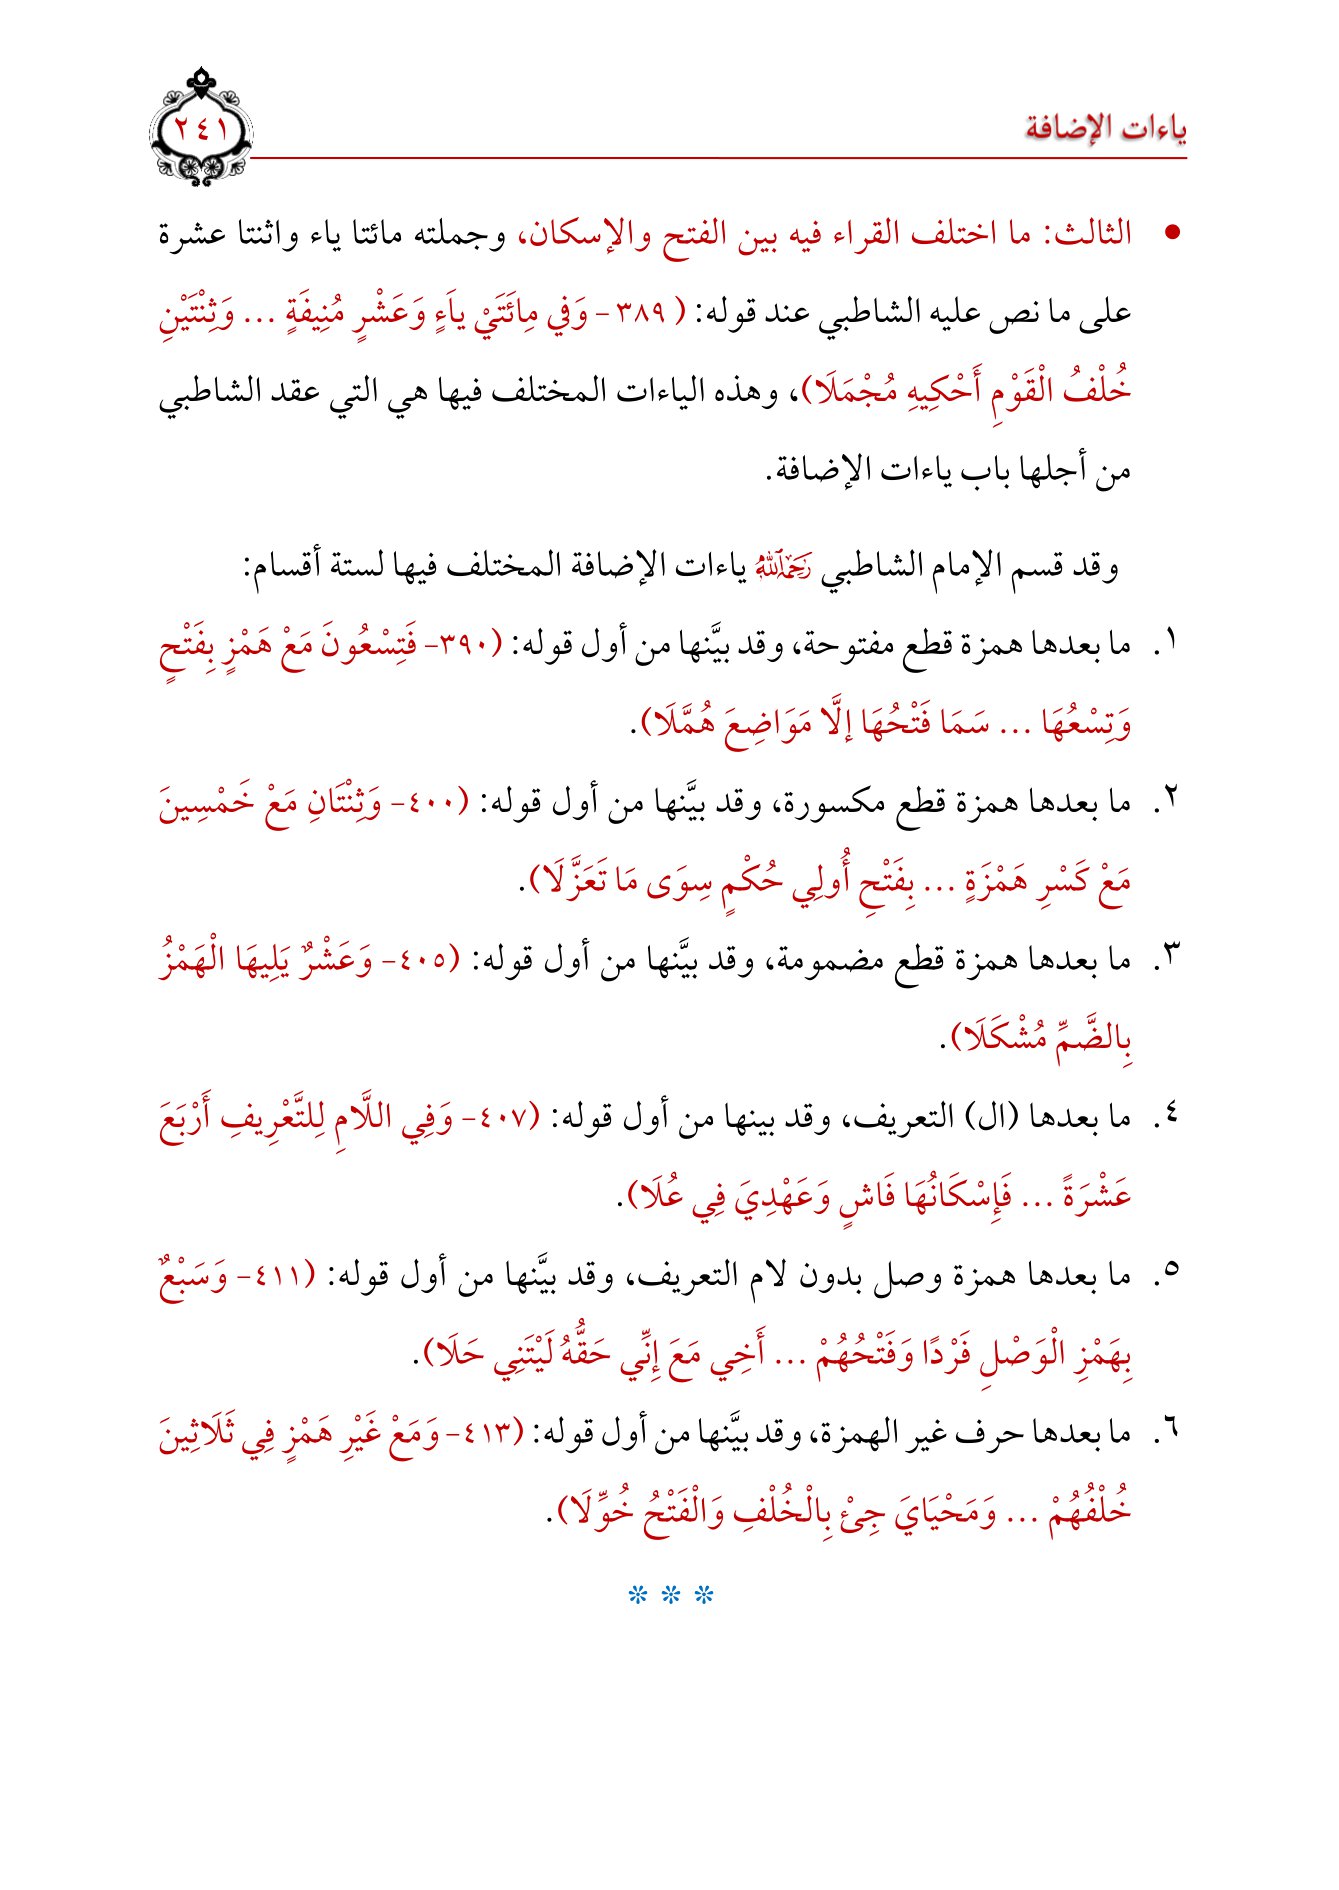 ياءات الإضافة
٢٤١
• الثالث: ما اختلف القراء فيه بين الفتح والإسكان، وجملته مائتا ياء واثنتا عشرة
على ما نص عليه الشاطبي عند قوله: ( ٣٨٩ - وَفي مِائَتَيْ ياَءٍ وَعَشْرٍ مُنِيفَةٍ ... وَثِنْتَيْنِ
خُلْفُ الْقَوْمِ أَحْكِيهِ مُجْمَلَا)، وهذه الياءات المختلف فيها هي التي عقد الشاطبي
من أجلها باب ياءات الإضافة.
وقد قسم الإمام الشاطبي رَحِمَهُ ٱللَّهُ ياءات الإضافة المختلف فيها لستة أقسام:
١. ما بعدها همزة قطع مفتوحة، وقد بيَّنها من أول قوله: (٣٩٠- فَتِسْعُونَ مَعْ هَمْزٍ بِفَتْحٍ
وَتِسْعُهَا ... سَمَا فَتْحُهَا إلَّا مَوَاضِعَ هُمَّلَا).
٢. ما بعدها همزة قطع مكسورة، وقد بيَّنها من أول قوله: (٤٠٠- وَثِنْتَانِ مَعْ خَمْسِينَ
مَعْ كَسْرِ هَمْزَةٍ ... بِفَتْحِ أُولِي حُكْمٍ سِوَى مَا تَعَزَّلَا).
٣. ما بعدها همزة قطع مضمومة، وقد بيَّنها من أول قوله: (٤٠٥- وَعَشْرٌ يَلِيهَا الْهَمْزُ
بِالضَّمِّ مُشْكَلَا).
٤. ما بعدها (ال) التعريف، وقد بينها من أول قوله: (٤٠٧- وَفِي اللَّامِ لِلتَّعْرِيفِ أَرْبَعَ
عَشْرَةً ... فَإِسْكَانُهَا فَاشٍ وَعَهْدِيَ فِي عُلَا).
٥. ما بعدها همزة وصل بدون لام التعريف، وقد بيَّنها من أول قوله: (٤١١- وَسَبْعٌ
بِهَمْزِ الْوَصْلِ فَرْدًا وَفَتْحُهُمْ ... أَخِي مَعَ إِنِّي حَقُّهُ لَيْتَنِي حَلَا).
٦. ما بعدها حرف غير الهمزة، وقد بيَّنها من أول قوله: (٤١٣- وَمَعْ غَيْرِ هَمْزٍ فِي ثَلَاثِينَ
خُلْفُهُمْ ... وَمَحْيَايَ جِئْ بِالْخُلْفِ وَالْفَتْحُ خُوِّلَا).
* * *